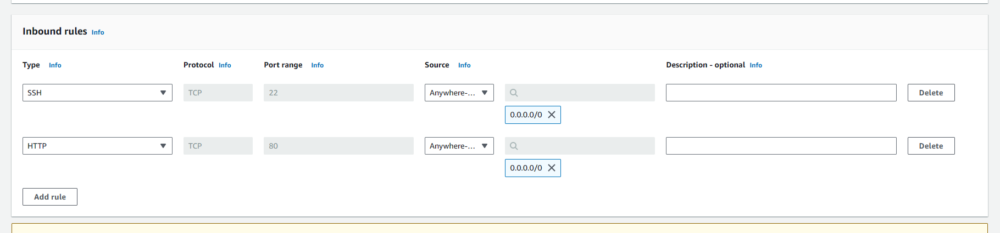 Inbound rules Info
Type Info Protocol Info Port range Info Source Info Description - optional Info
SSH TCP 22 Anywhere-... Delete
0.0.0.0/0
HTTP TCP 80 Anywhere-... Delete
0.0.0.0/0
Add rule